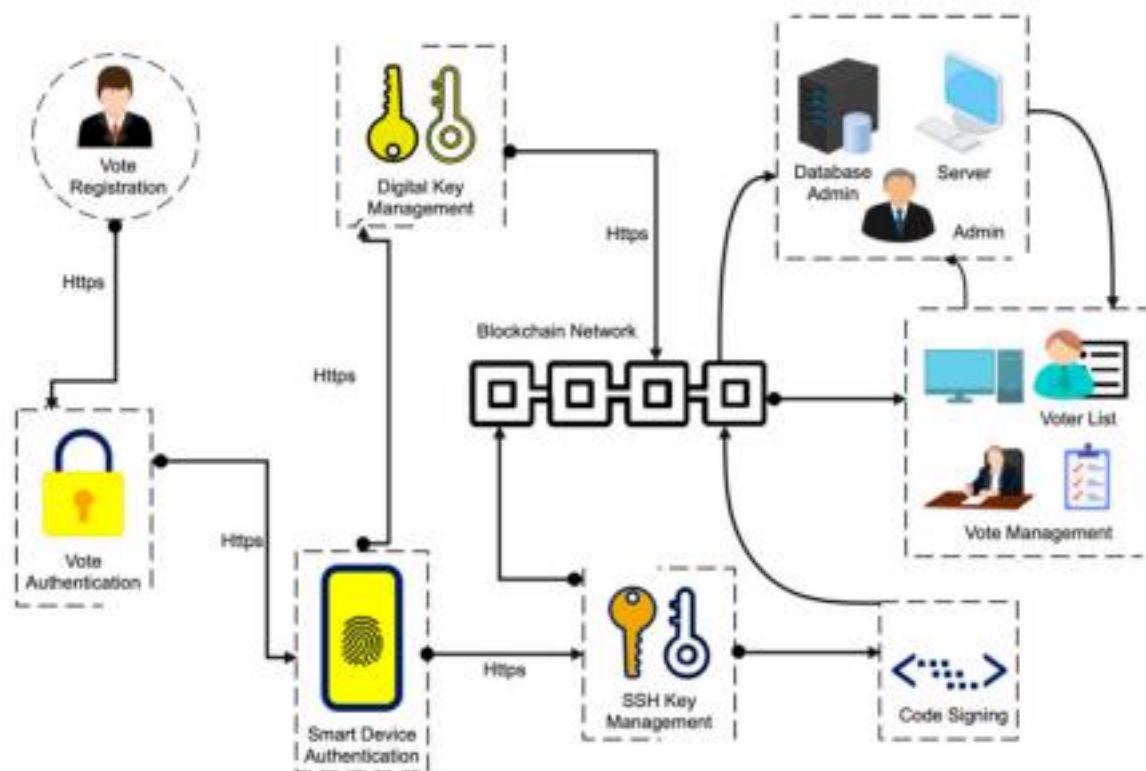 Vote
Registration
Https
Digital Key
Management
Https
Database
Admin
Server
Admin
Blockchain Network
Https
Voter List
Vote Management
Vote
Authentication
Https
Smart Device
Authentication
Https
SSH Key
Management
Code Signing